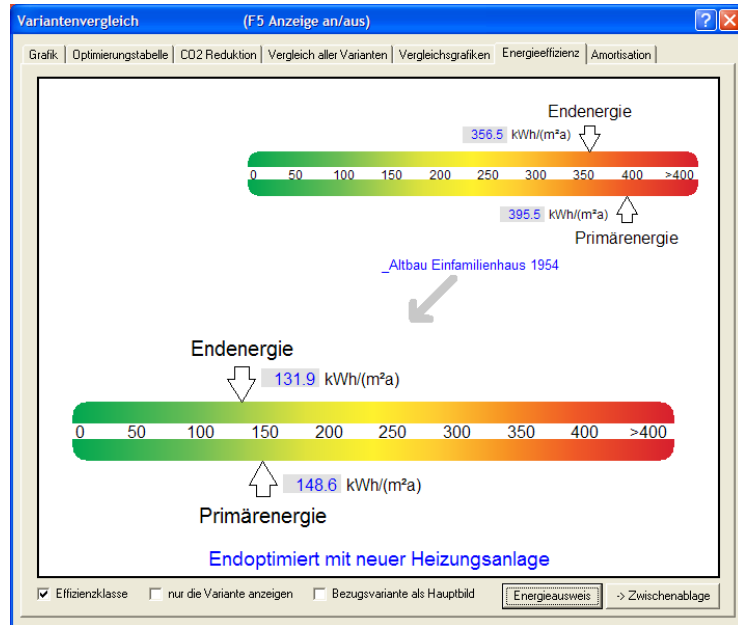 Variantenvergleich (F5 Anzeige an/aus)
Grafik Optimierungstabelle CO2 Reduktion Vergleich aller Varianten Vergleichsgrafiken Energieeffizienz Amortisation
Endenergie
356.5 kWh/(m²a)
0 50 100 150 200 250 300 350 400 >400
395.5 kWh/(m²a)
Primärenergie
_Altbau Einfamilienhaus 1954
Endenergie
131.9 kWh/(m²a)
0 50 100 150 200 250 300 350 400 >400
148.6 kWh/(m²a)
Primärenergie
Endoptimiert mit neuer Heizungsanlage
Effizienzklasse nur die Variante anzeigen Bezugsvariante als Hauptbild Energieausweis -> Zwischenablage